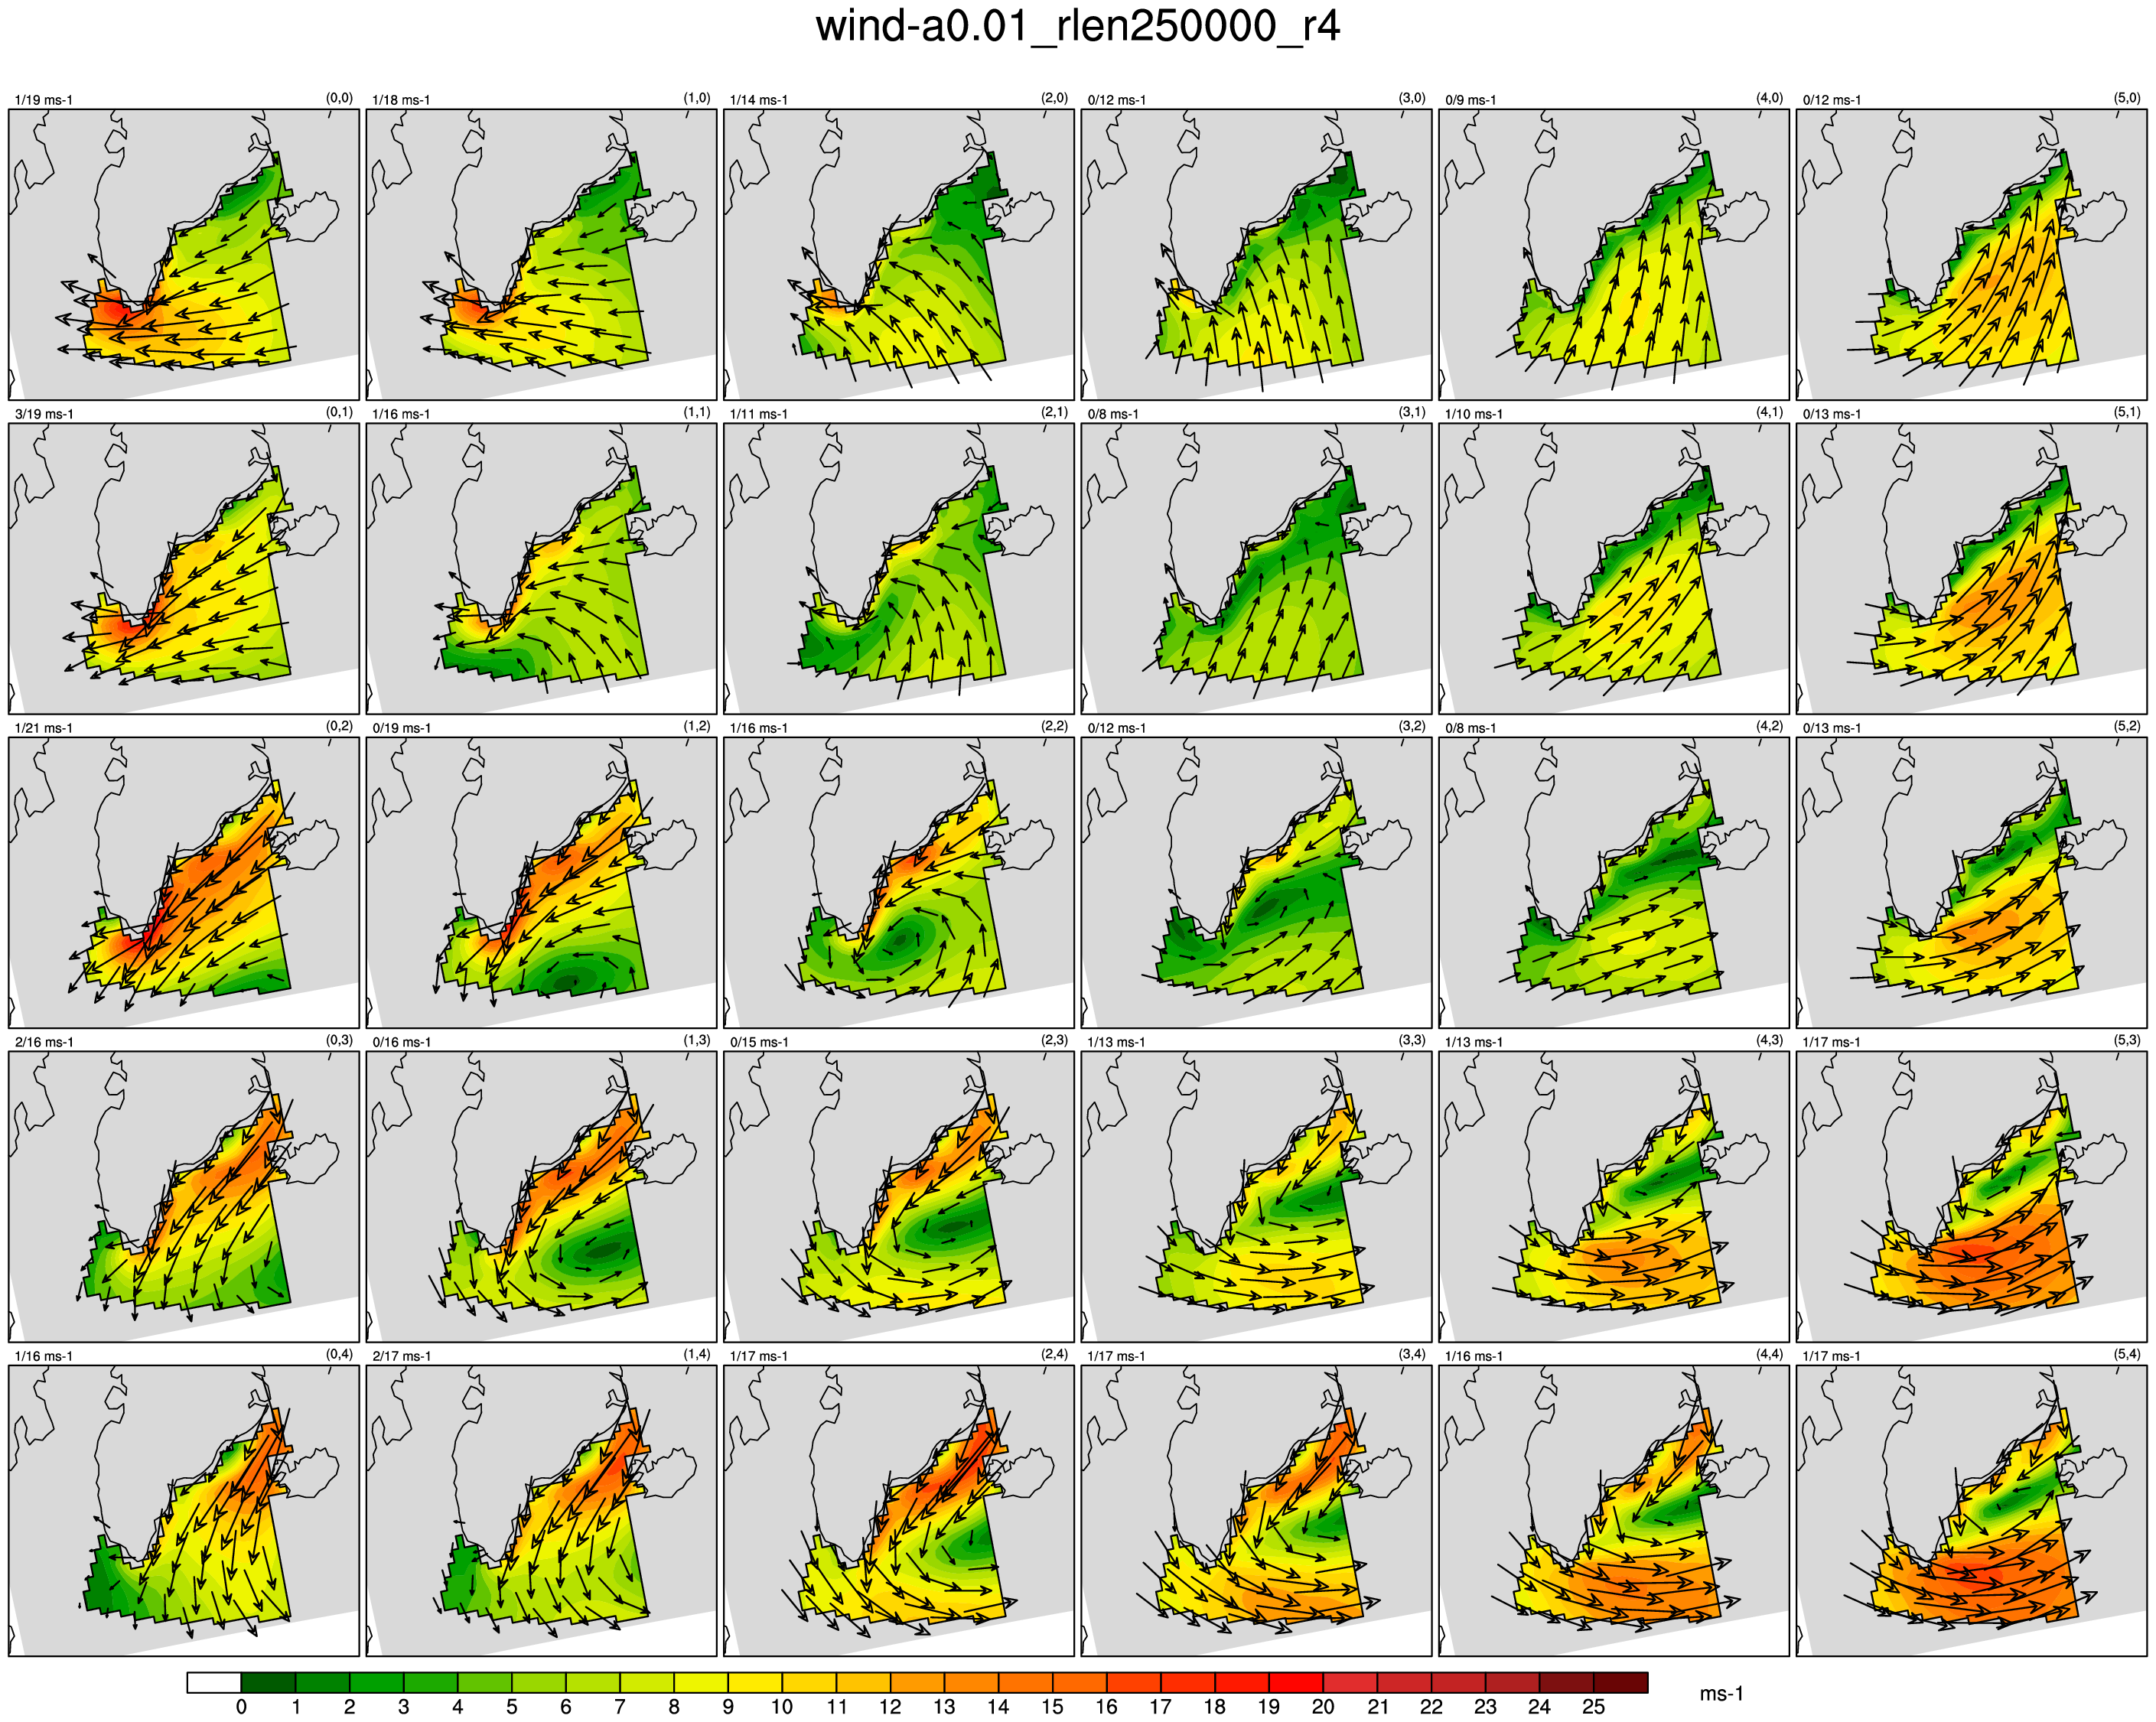 wind-a0.01_rlen250000_r4
1/19 ms-1 (0,0) 1/18 ms-1 (1,0) 1/14 ms-1 (2,0) 0/12 ms-1 (3,0) 0/9 ms-1 (4,0) 0/12 ms-1 (5,0)
3/19 ms-1 (0,1) 1/16 ms-1 (1,1) 1/11 ms-1 (2,1) 0/8 ms-1 (3,1) 1/10 ms-1 (4,1) 0/13 ms-1 (5,1)
1/21 ms-1 (0,2) 0/19 ms-1 (1,2) 1/16 ms-1 (2,2) 0/12 ms-1 (3,2) 0/8 ms-1 (4,2) 0/13 ms-1 (5,2)
2/16 ms-1 (0,3) 0/16 ms-1 (1,3) 0/15 ms-1 (2,3) 1/13 ms-1 (3,3) 1/13 ms-1 (4,3) 1/17 ms-1 (5,3)
1/16 ms-1 (0,4) 2/17 ms-1 (1,4) 1/17 ms-1 (2,4) 1/17 ms-1 (3,4) 1/16 ms-1 (4,4) 1/17 ms-1 (5,4)
0 1 2 3 4 5 6 7 8 9 10 11 12 13 14 15 16 17 18 19 20 21 22 23 24 25 ms-1